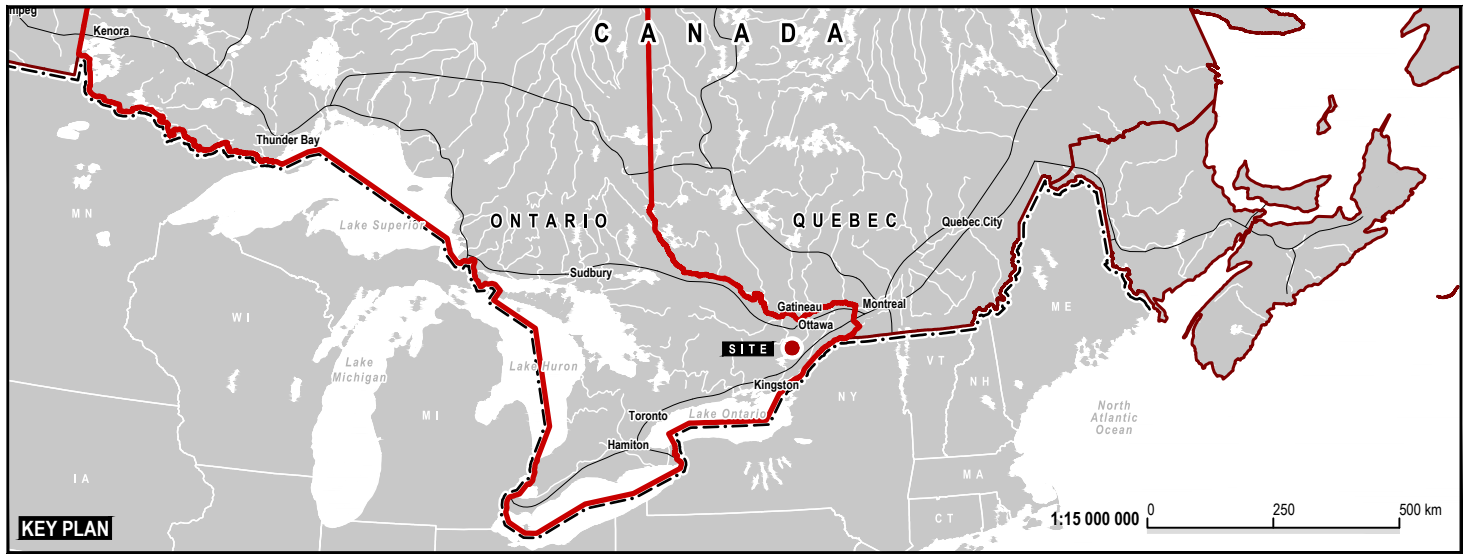 C A N A D A
Kenora
Thunder Bay
MN
Lake Superior
ONTARIO
QUEBEC
Quebec City
Sudbury
Gatineau
Montreal
Ottawa
ME
WI
SITE
VT
Lake
Michigan
Lake Huron
NH
Kingston
NY
MI
Toronto
Lake Ontario
North
Atlantic
Ocean
Hamiton
IA
MA
CT
KEY PLAN
1:15 000 000
0 250 500 km